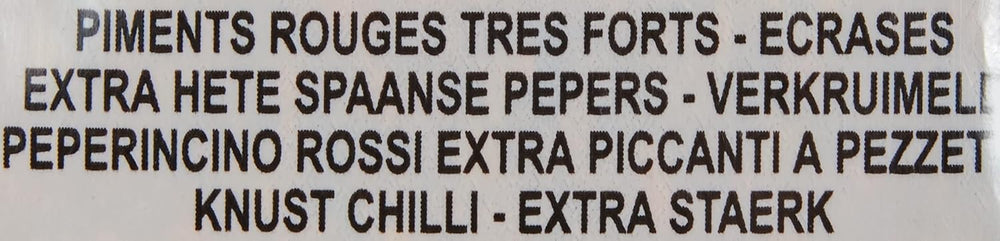 PIMENTS ROUGES TRES FORTS - ECRASES
EXTRA HETE SPAANSE PEPERS - VERKRUIMEL
PEPERINCINO ROSSI EXTRA PICCANTI A PEZZET
KNUST CHILLI - EXTRA STAERK